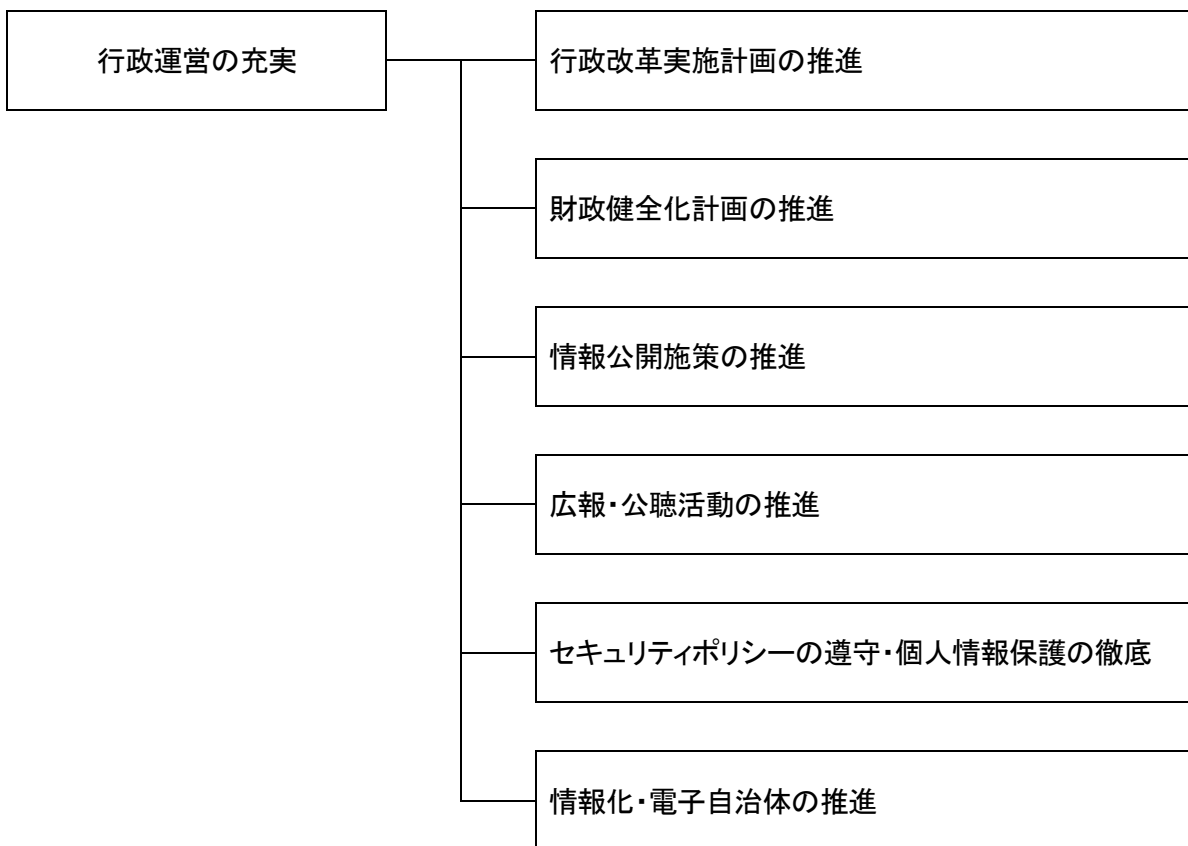 行政運営の充実
行政改革実施計画の推進
財政健全化計画の推進
情報公開施策の推進
広報・公聴活動の推進
セキュリティポリシーの遵守・個人情報保護の徹底
情報化・電子自治体の推進